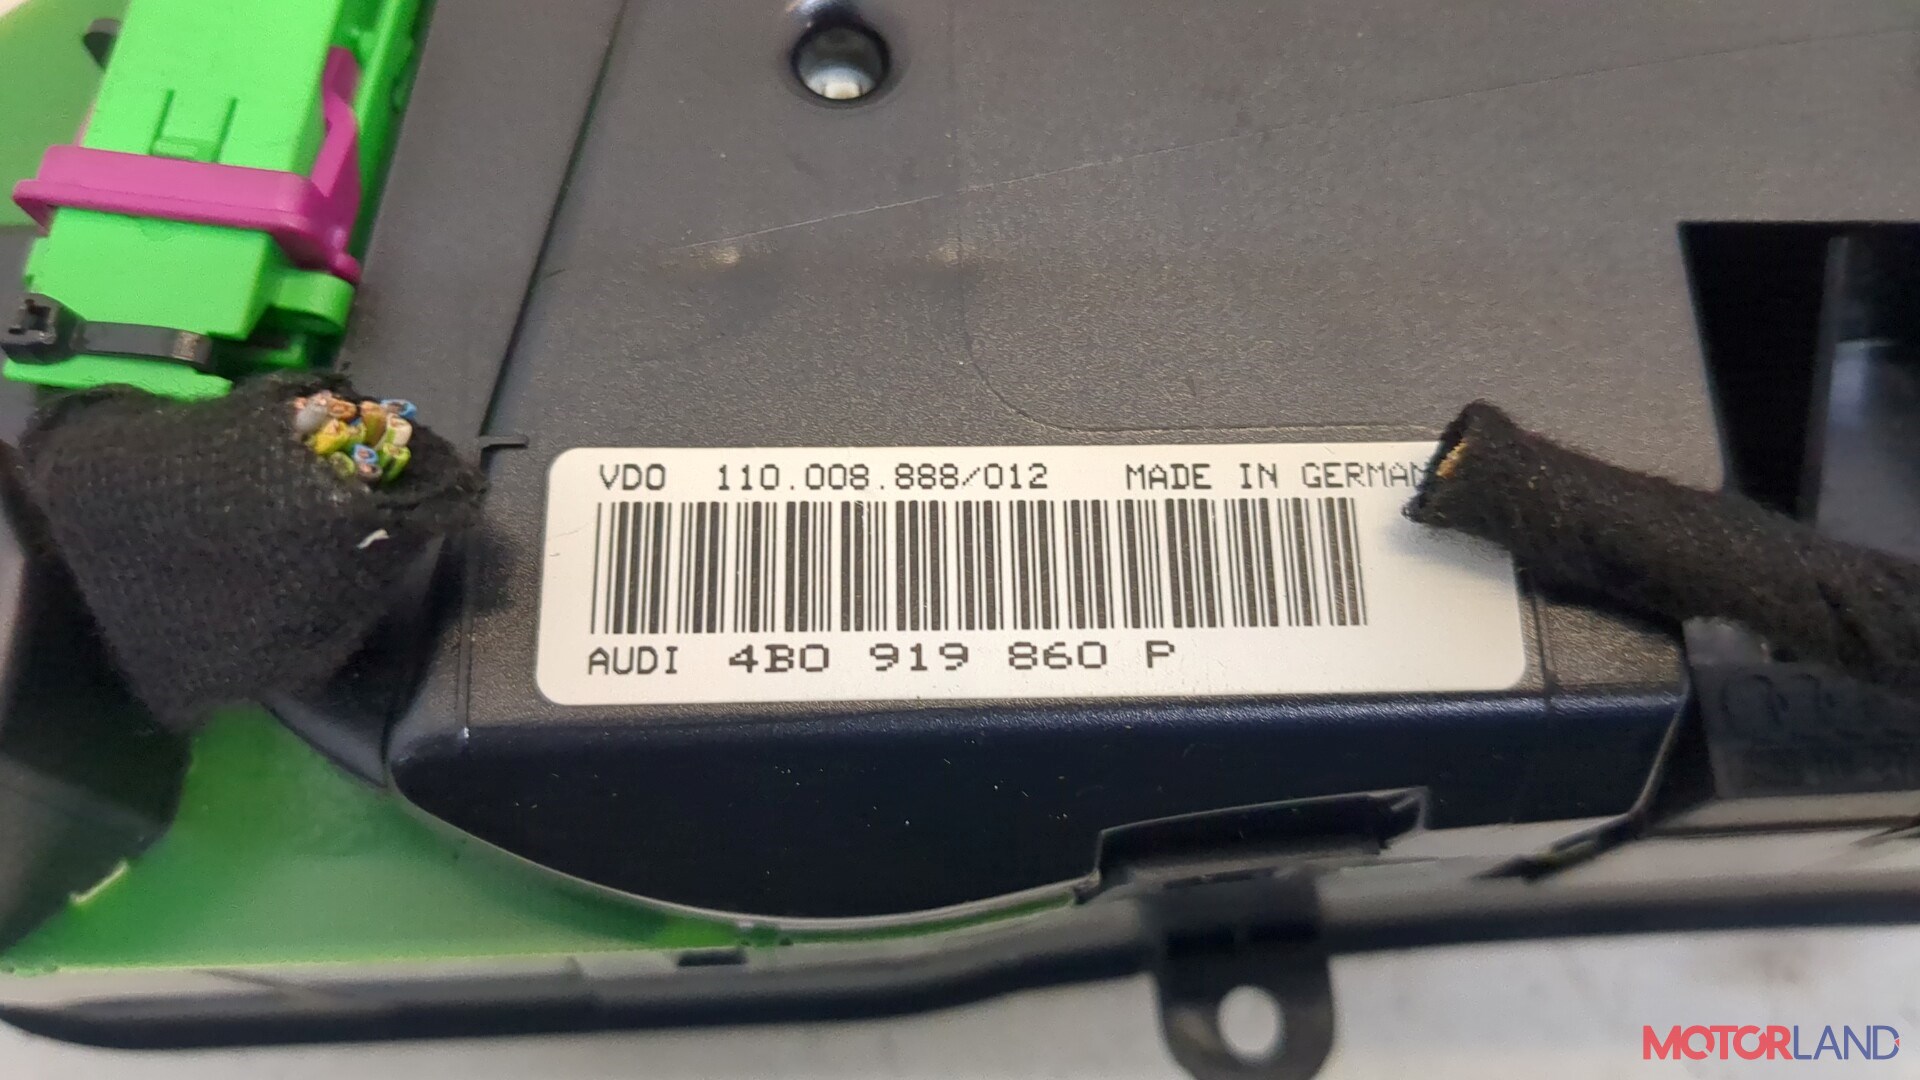 VDO 110.008.888/012 MADE IN GERMAN
AUDI 4B0 919 860 P
MOTORLAND